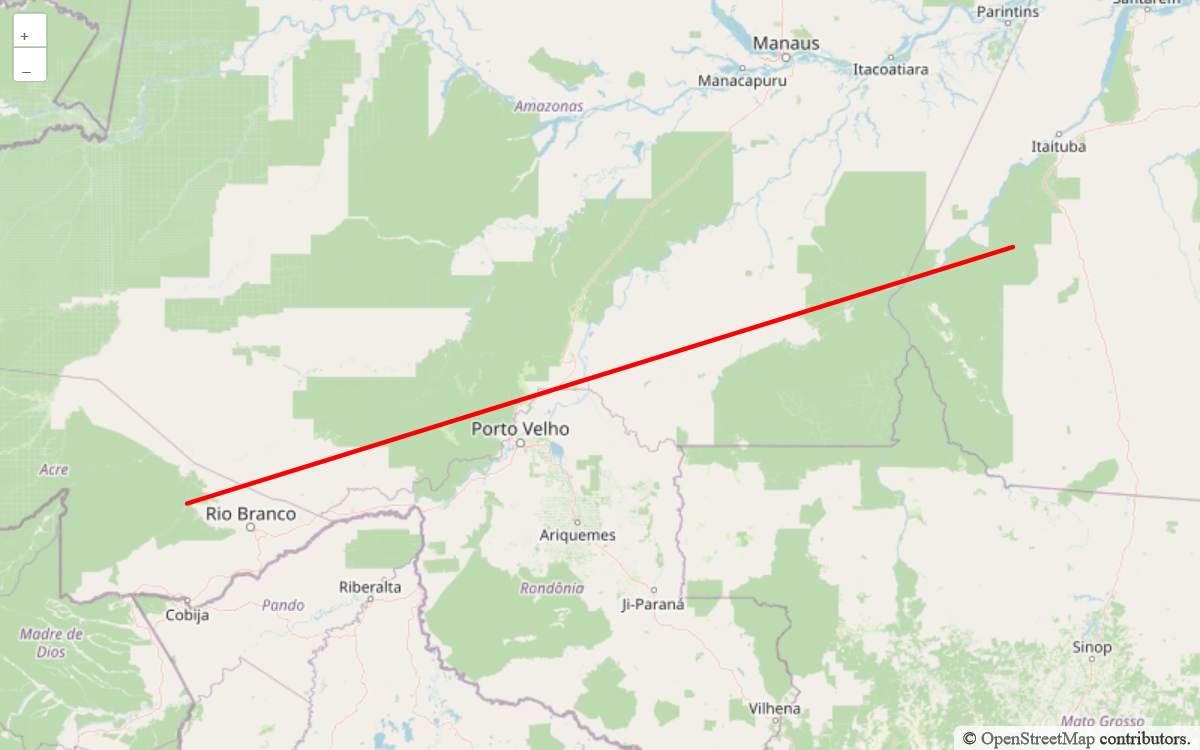 +
–
Santarém
Parintins
Manaus
Itacoatiara
Manacapuru
Amazonas
Itaituba
Porto Velho
Acre
Rio Branco
Ariquemes
Riberalta
Rondônia
Pando
Cobija
Ji-Paraná
Madre de
Dios
Sinop
Vilhena
Mato Grosso
© OpenStreetMap contributors.